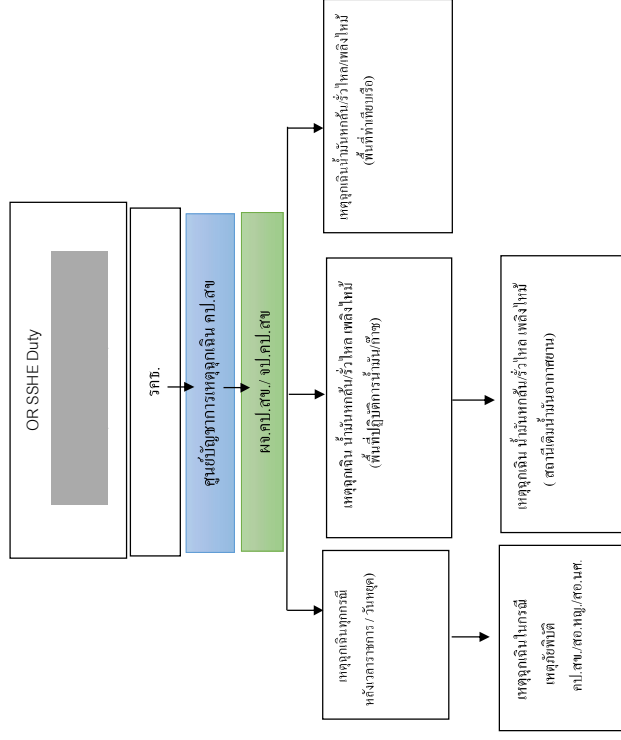 OR SSHE Duty
รคธ.
ศูนย์บัญชาการเหตุฉุกเฉิน คป.สข
ผจ.คป.สข./ จป.คป.สข
เหตุฉุกเฉินทุกกรณี
หลังเวลาราชการ / วันหยุด)
เหตุฉุกเฉิน น้ำมันหกล้น/รั่วไหล เพลิงไหม้
(พื้นที่ปฏิบัติการน้ำมัน/ก๊าซ)
เหตุฉุกเฉินน้ำมันหกล้น/รั่วไหล/เพลิงไหม้
(พื้นที่ท่าเทียบเรือ)
เหตุฉุกเฉินในกรณี
เหตุภัยพิบัติ
คป.สข./สอ.หญ./สอ.นศ.
เหตุฉุกเฉิน น้ำมันหกล้น/รั่วไหล เพลิงไหม้
( สถานีเติมน้ำมันอากาศยาน)